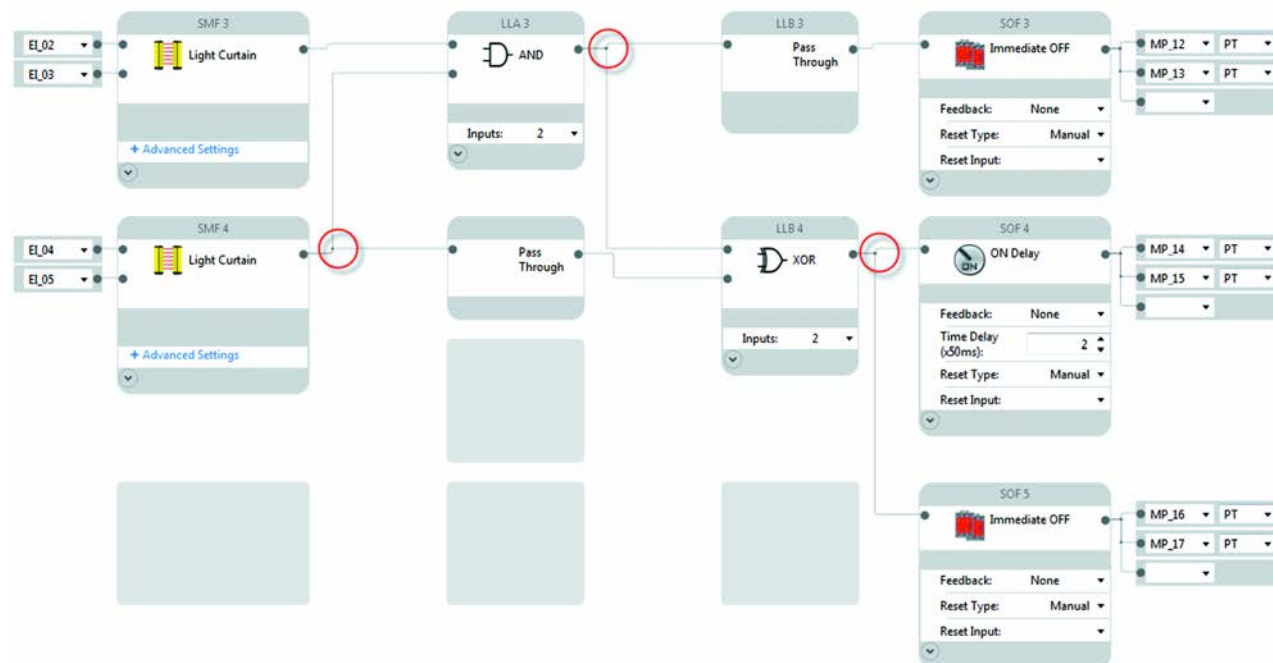 SMF 3
EI_02
EI_03
Light Curtain
+ Advanced Settings
LLA 3
AND
Inputs: 2
LLB 3
Pass
Through
SOF 3
Immediate OFF
Feedback: None
Reset Type: Manual
Reset Input:
MP_12 PT
MP_13 PT
SMF 4
EI_04
EI_05
Light Curtain
+ Advanced Settings
Pass
Through
LLB 4
XOR
Inputs: 2
SOF 4
ON
ON Delay
Feedback: None
Time Delay
(x50ms): 2
Reset Type: Manual
Reset Input:
MP_14 PT
MP_15 PT
SOF 5
Immediate OFF
Feedback: None
Reset Type: Manual
Reset Input:
MP_16 PT
MP_17 PT